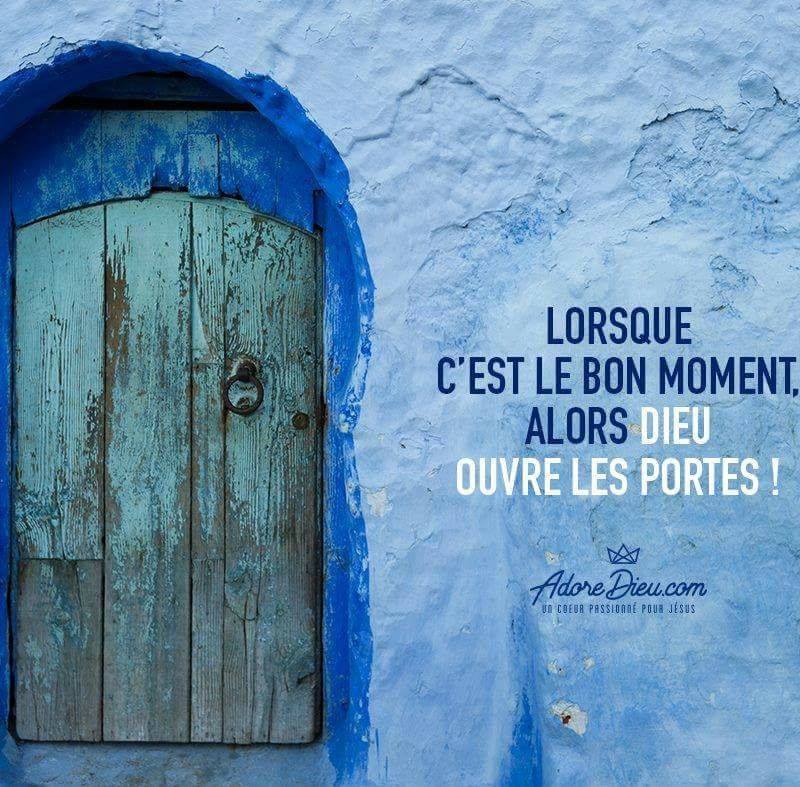 LORSQUE
C'EST LE BON MOMENT,
ALORS DIEU
OUVRE LES PORTES !
AdoreDieu.com
UN COEUR PASSIONNÉ POUR JÉSUS